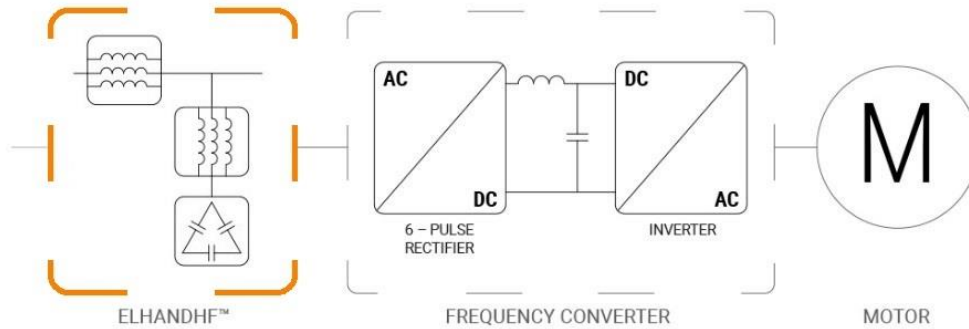 AC
DC
DC
AC
M
6 – PULSE
RECTIFIER
INVERTER
ELHANDHF™
FREQUENCY CONVERTER
MOTOR